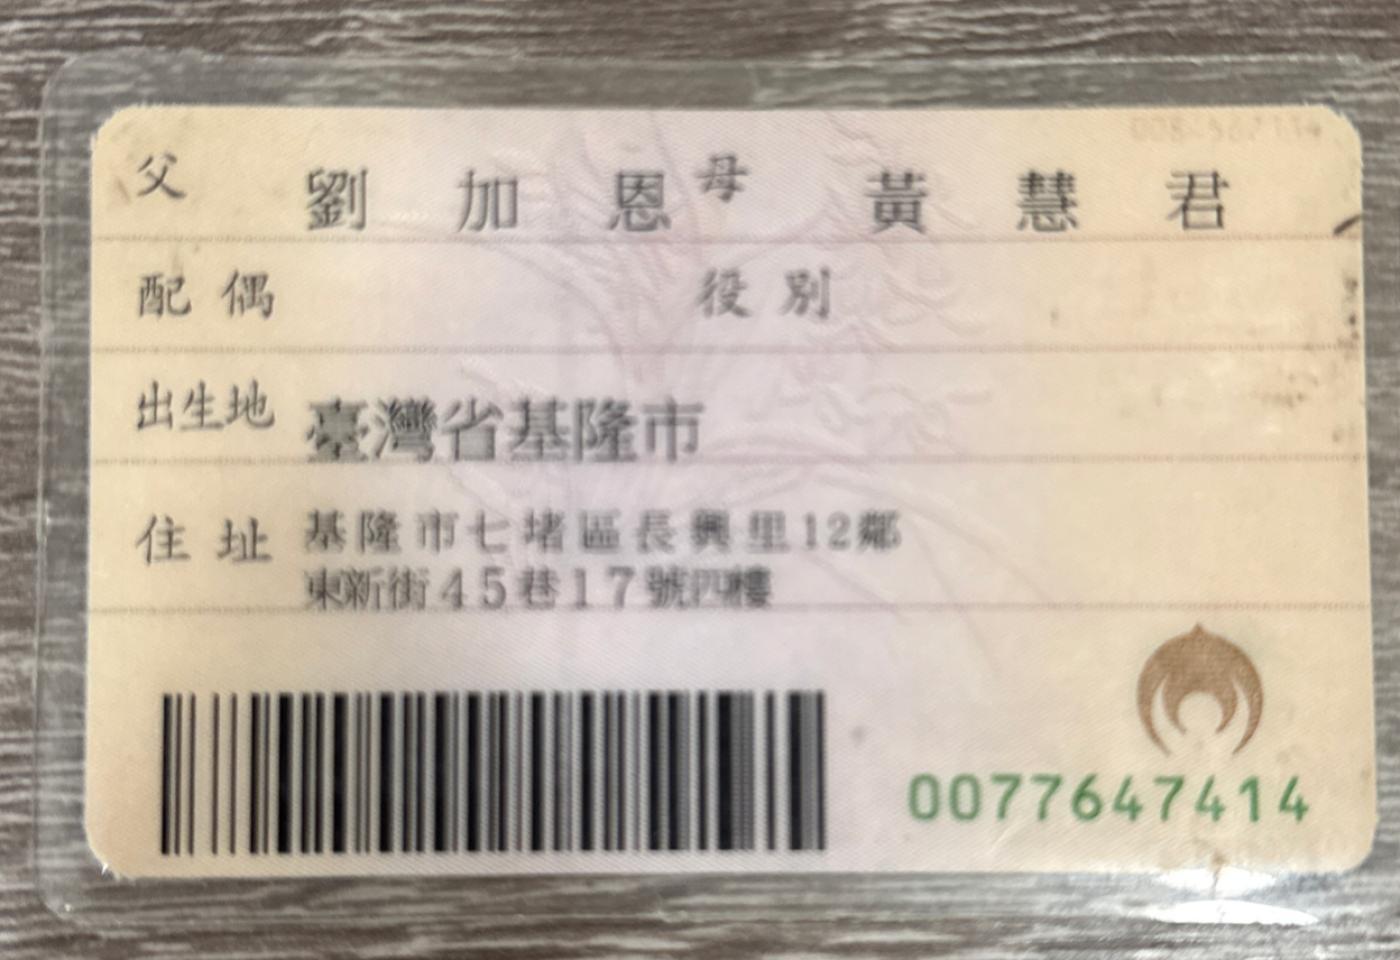 父 劉加恩 母 黃慧君
配偶 役別
出生地 臺灣省基隆市
住址 基隆市七堵區長興里12鄰
東新街45巷17號四樓
0077647414